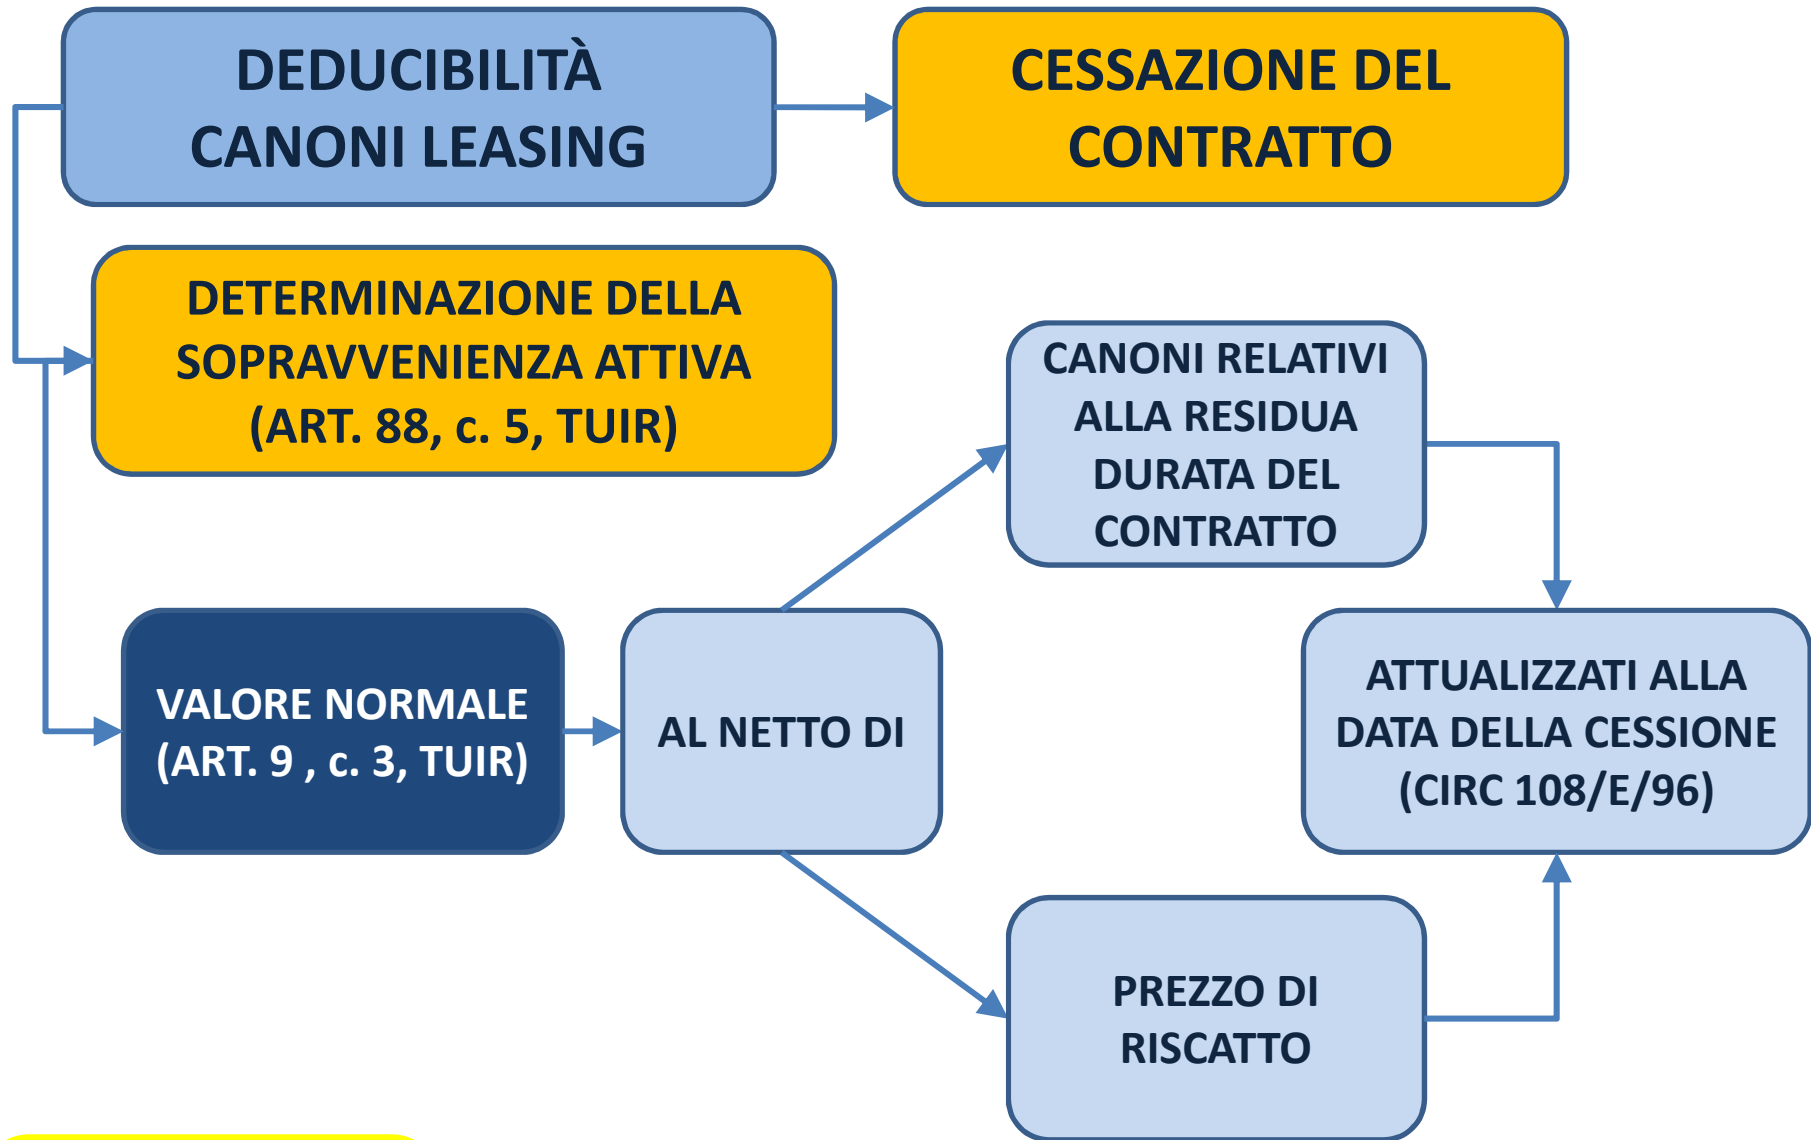 DEDUCIBILITÀ
CANONI LEASING
CESSAZIONE DEL
CONTRATTO
DETERMINAZIONE DELLA
SOPRAVVENIENZA ATTIVA
(ART. 88, c. 5, TUIR)
CANONI RELATIVI
ALLA RESIDUA
DURATA DEL
CONTRATTO
VALORE NORMALE
(ART. 9 , c. 3, TUIR)
AL NETTO DI
ATTUALIZZATI ALLA
DATA DELLA CESSIONE
(CIRC 108/E/96)
PREZZO DI
RISCATTO